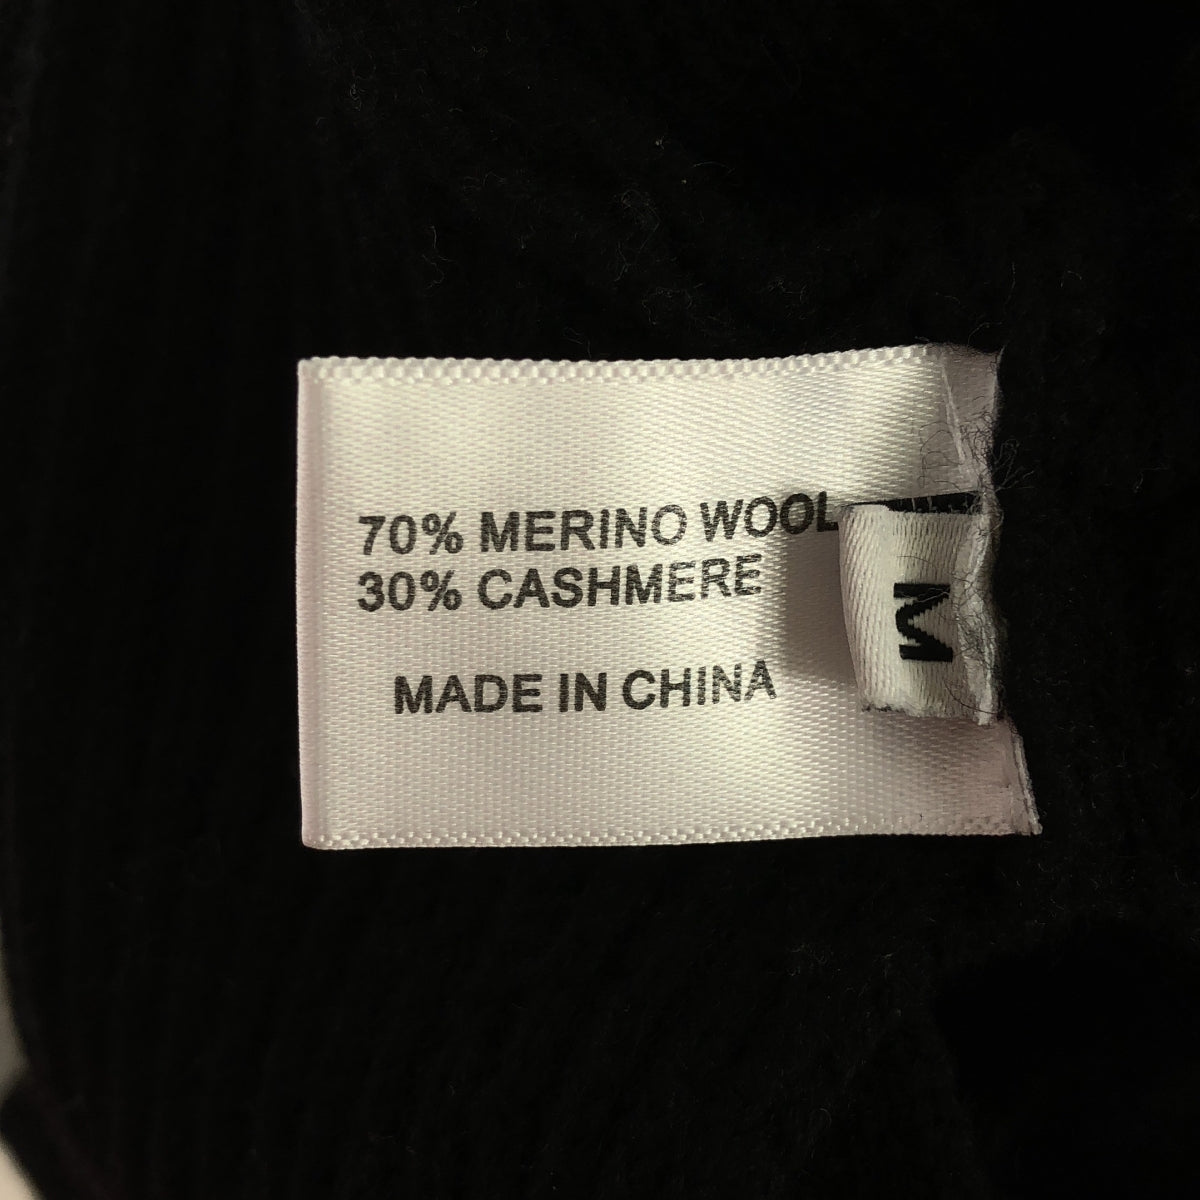 70% MERINO WOOL
30% CASHMERE
MADE IN CHINA
M